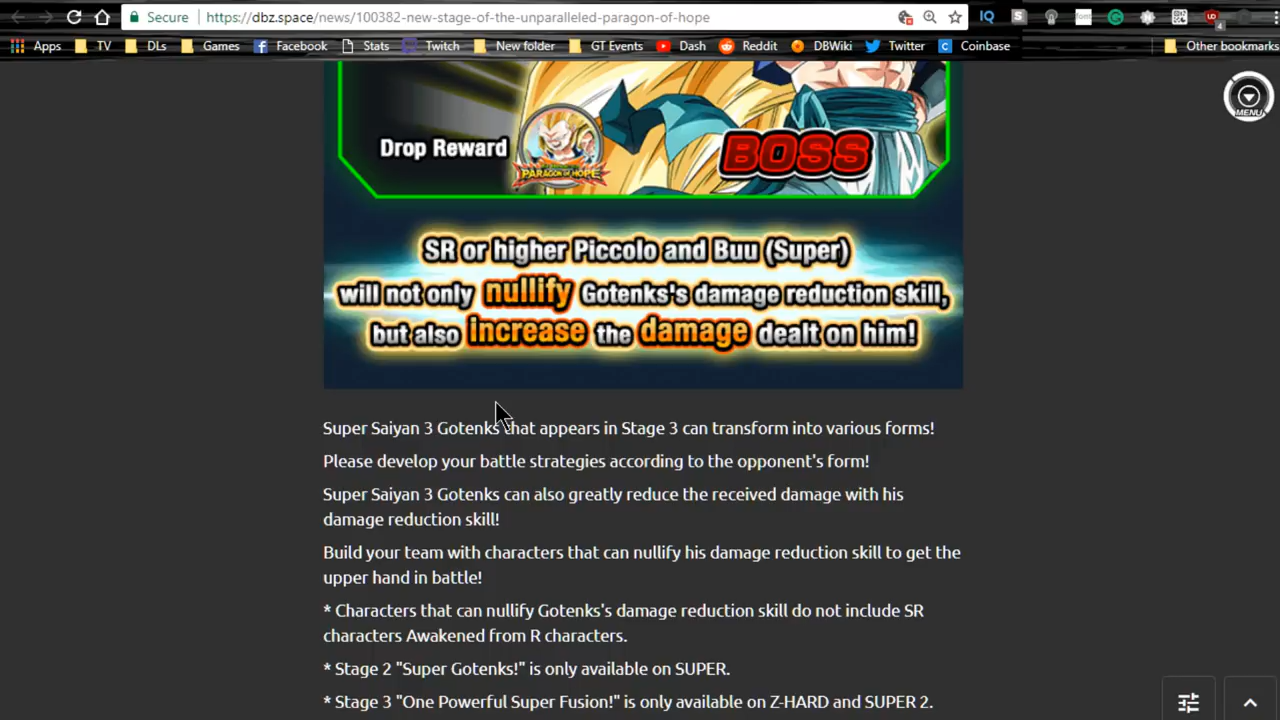 Secure
https://dbz.space/news/100382-new-stage-of-the-unparalleled-paragon-of-hope
Apps TV DLs Games Facebook Stats Twitch New folder GT Events Dash Reddit DBWiki Twitter Coinbase Other bookmarks
MENU
Drop Reward
PARAGON OF HOPE
BOSS
SR or higher Piccolo and Buu (Super)
will not only nullify Gotenks's damage reduction skill,
but also increase the damage dealt on him!
Super Saiyan 3 Gotenks that appears in Stage 3 can transform into various forms!
Please develop your battle strategies according to the opponent's form!
Super Saiyan 3 Gotenks can also greatly reduce the received damage with his
damage reduction skill!
Build your team with characters that can nullify his damage reduction skill to get the
upper hand in battle!
* Characters that can nullify Gotenks's damage reduction skill do not include SR
characters Awakened from R characters.
* Stage 2 "Super Gotenks!" is only available on SUPER.
* Stage 3 "One Powerful Super Fusion!" is only available on Z-HARD and SUPER 2.